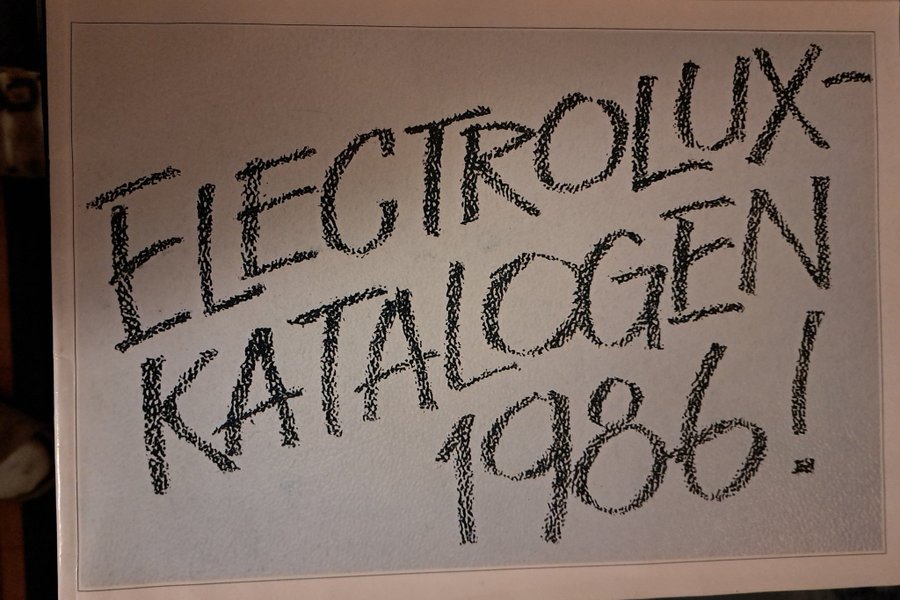 ELECTROLUX-
KATALOGEN
1986!